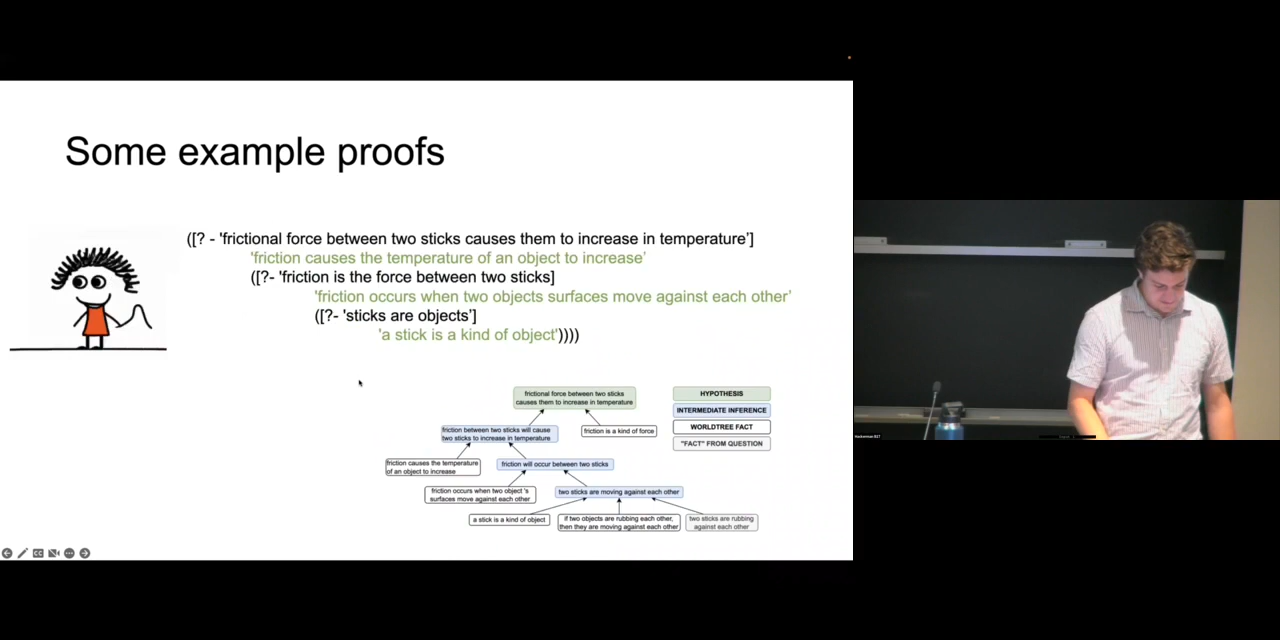 Some example proofs
([? - 'frictional force between two sticks causes them to increase in temperature']
'friction causes the temperature of an object to increase'
([?- 'friction is the force between two sticks]
'friction occurs when two objects surfaces move against each other'
([?- 'sticks are objects']
'a stick is a kind of object'))))
frictional force between two sticks
causes them to increase in temperature
HYPOTHESIS
INTERMEDIATE INFERENCE
WORLDTREE FACT
"FACT" FROM QUESTION
friction between two sticks will cause
two sticks to increase in temperature
friction is a kind of force
friction causes the temperature
of an object to increase
friction will occur between two sticks
friction occurs when two object 's
surfaces move against each other
two sticks are moving against each other
a stick is a kind of object
if two objects are rubbing each other,
then they are moving against each other
two sticks are rubbing
against each other